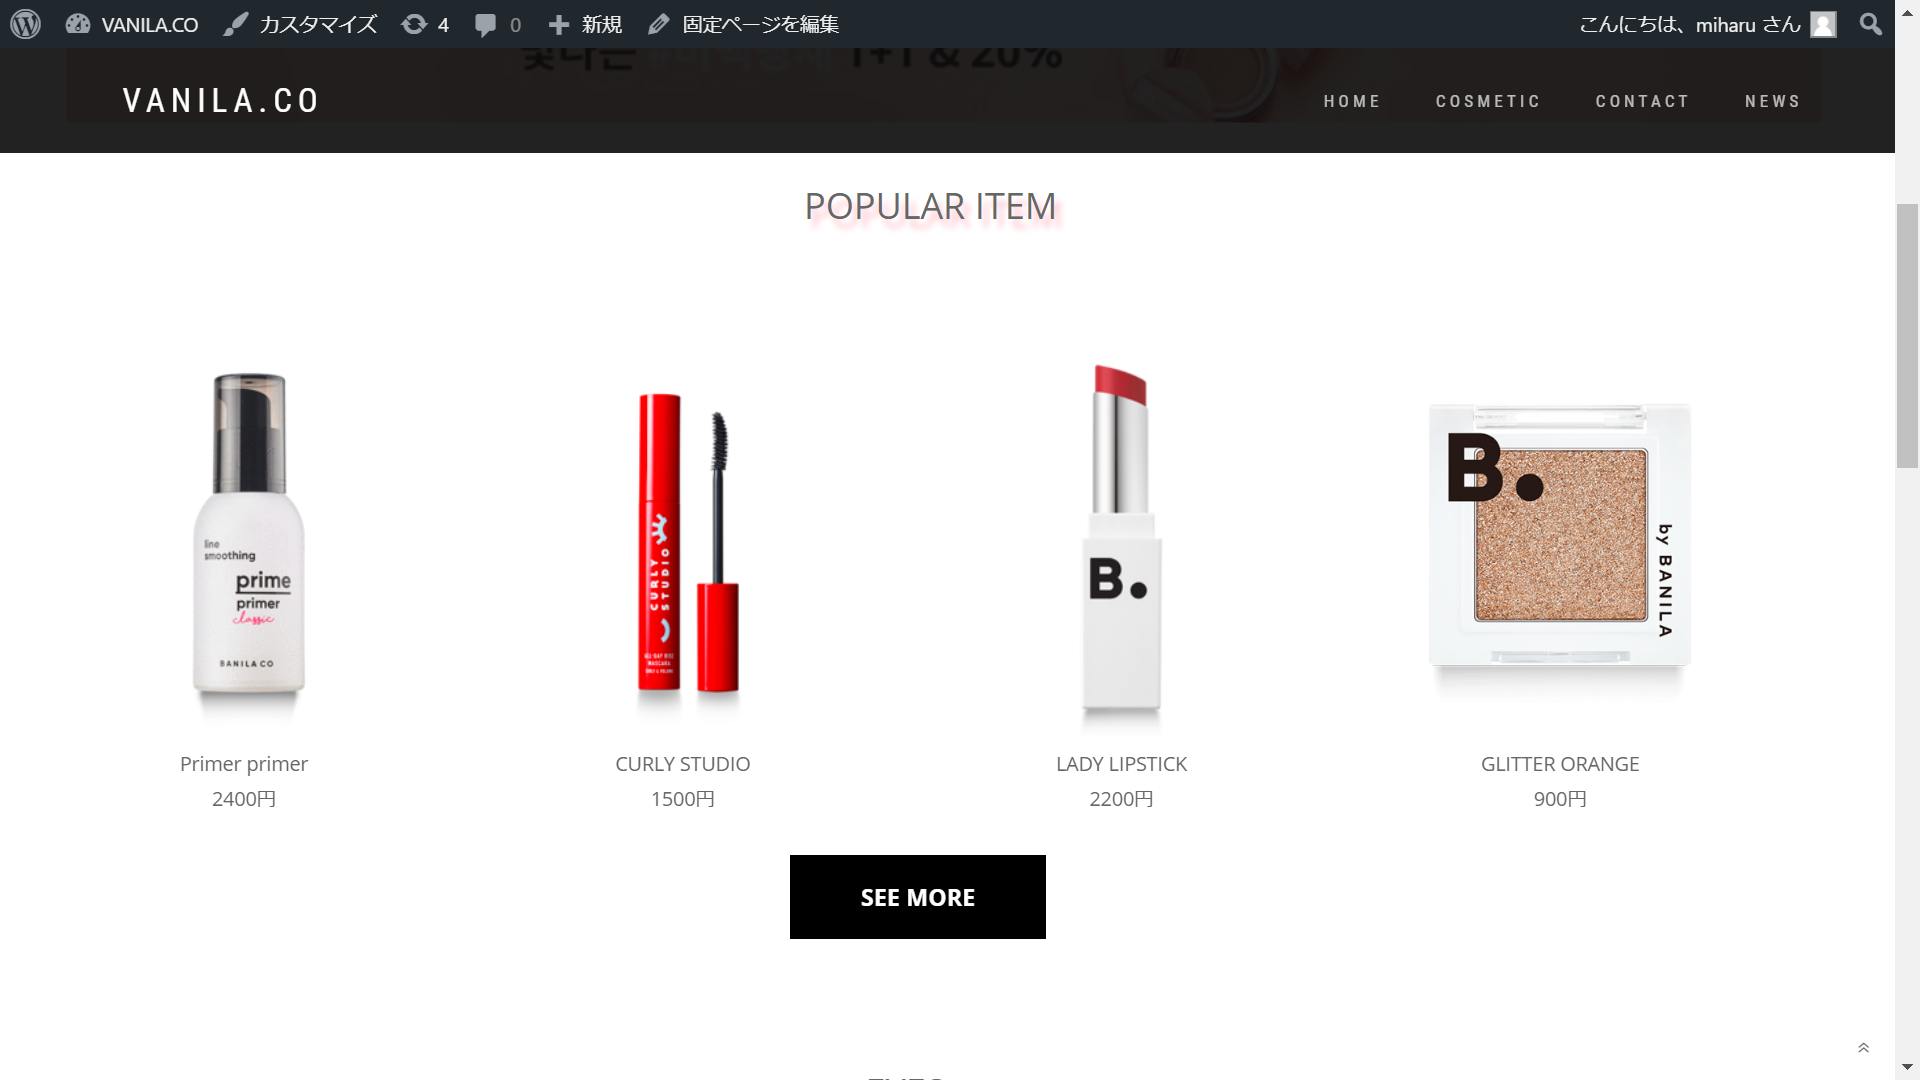 VANILA.CO カスタマイズ 4 0 新規 固定ページを編集 こんにちは、miharu さん
1+1 & 20%
VANILA.CO HOME COSMETIC CONTACT NEWS
POPULAR ITEM
line
smoothing
prime
primer
classic
BANILA CO
CURLY
STUDIO
ALL-DAY RISE
MASCARA
B.
B.
by BANILA
Primer primer
2400円
CURLY STUDIO
1500円
LADY LIPSTICK
2200円
GLITTER ORANGE
900円
SEE MORE